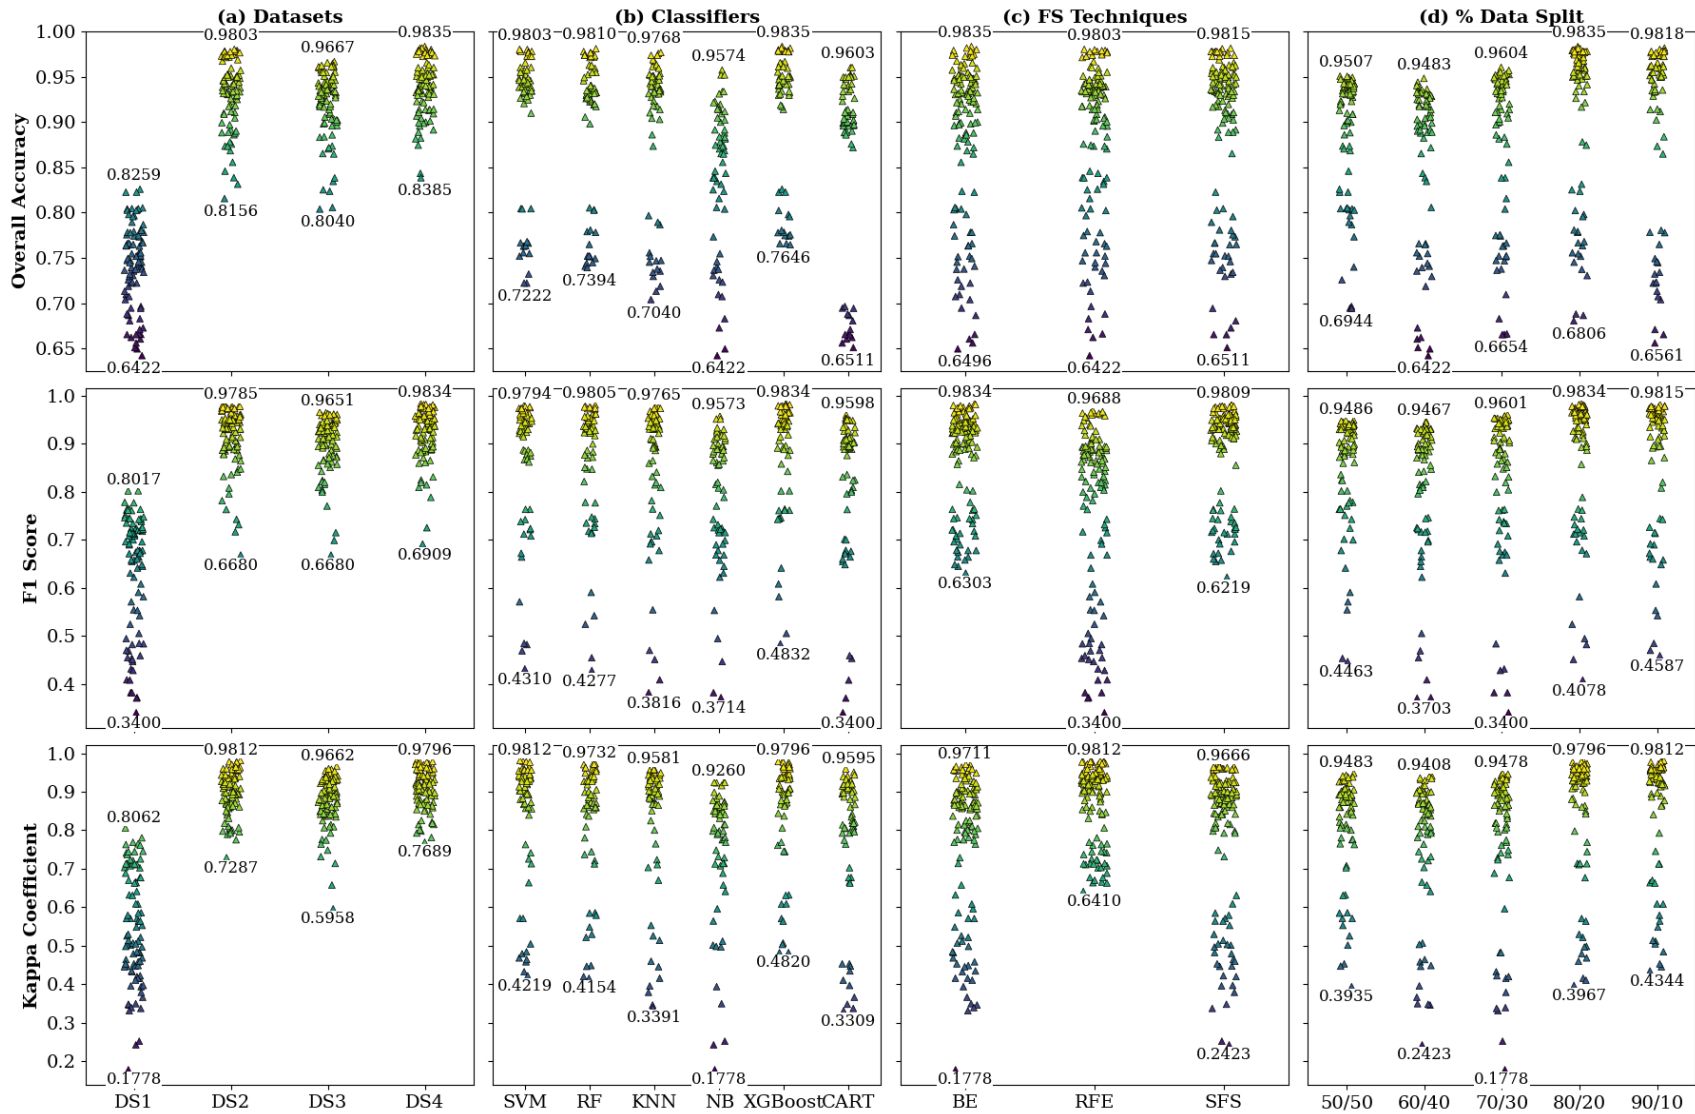 (a) Datasets (b) Classifiers (c) FS Techniques (d) % Data Split
Overall Accuracy
1.00
0.95
0.90
0.85
0.80
0.75
0.70
0.65
0.8259 0.9803 0.9667 0.9835
0.6422 0.8156 0.8040 0.8385
0.9803 0.9810 0.9768 0.9574 0.9835 0.9603
0.7222 0.7394 0.7040 0.6422 0.7646 0.6511
0.9835 0.9803 0.9815
0.6496 0.6422 0.6511
0.9507 0.9483 0.9604 0.9835 0.9818
0.6944 0.6422 0.6654 0.6806 0.6561
F1 Score
1.0
0.9
0.8
0.7
0.6
0.5
0.4
0.8017 0.9785 0.9651 0.9834
0.3400 0.6680 0.6680 0.6909
0.9794 0.9805 0.9765 0.9573 0.9834 0.9598
0.4310 0.4277 0.3816 0.3714 0.4832 0.3400
0.9834 0.9688 0.9809
0.6303 0.3400 0.6219
0.9486 0.9467 0.9601 0.9834 0.9815
0.4463 0.3703 0.3400 0.4078 0.4587
Kappa Coefficient
1.0
0.9
0.8
0.7
0.6
0.5
0.4
0.3
0.2
0.8062 0.9812 0.9662 0.9796
0.1778 0.7287 0.5958 0.7689
0.9812 0.9732 0.9581 0.9260 0.9796 0.9595
0.4219 0.4154 0.3391 0.1778 0.4820 0.3309
0.9711 0.9812 0.9666
0.1778 0.6410 0.2423
0.9483 0.9408 0.9478 0.9796 0.9812
0.3935 0.2423 0.1778 0.3967 0.4344
DS1 DS2 DS3 DS4 SVM RF KNN NB XGBoost CART BE RFE SFS 50/50 60/40 70/30 80/20 90/10